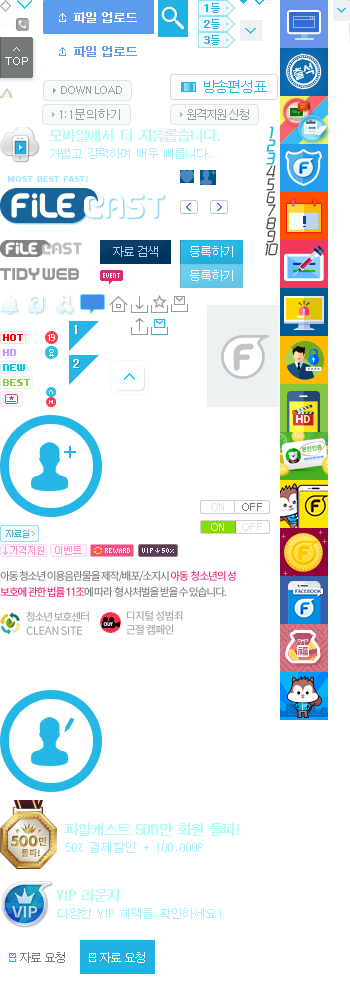 파일 업로드
1등
2등
3등
파일 업로드
TOP
DOWN LOAD
방송편성표
1:1문의하기
원격지원신청
모바일에서 더 자유롭습니다.
가볍고 강력하며 매우 빠릅니다.
MOST BEST FAST!
FILECAST
1
2
3
4
5
6
7
8
9
10
FILECAST
자료 검색
등록하기
TIDYWEB
EVENT
등록하기
HOT
19
1
HD
NEW
2
BEST
ON OFF
ON OFF
자료실
↓가격지원
이벤트
REWARD
VIP↓50%
아동 청소년 이용음란물을 제작/배포/소지시 아동 청소년의 성
보호에 관한 법률 11조에 따라 형사처벌을 받을 수 있습니다.
청소년 보호센터
CLEAN SITE
OUT
디지털 성범죄
근절 캠페인
500만
돌파!
파일캐스트 500만 회원 돌파!
50% 결제할인 + 100,000P
VIP
VIP 라운지
다양한 VIP 혜택을 확인하세요!
자료 요청
자료 요청
출석
HD
본인인증
FACEBOOK
福